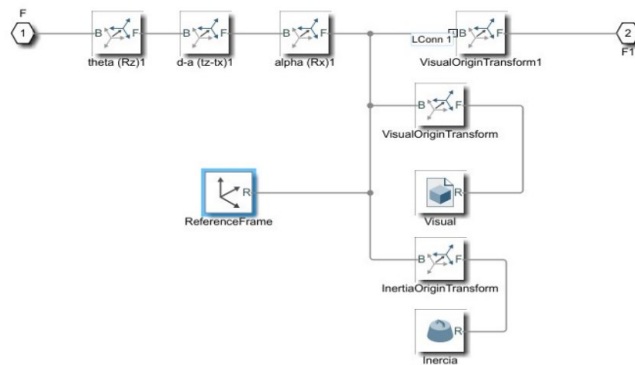 F
1
B F
theta (Rz)1
B F
d-a (tz-tx)1
B F
alpha (Rx)1
LConn 1
B F
VisualOriginTransform1
2
F1
B F
VisualOriginTransform
R
ReferenceFrame
R
Visual
B F
InertiaOriginTransform
R
Inercia